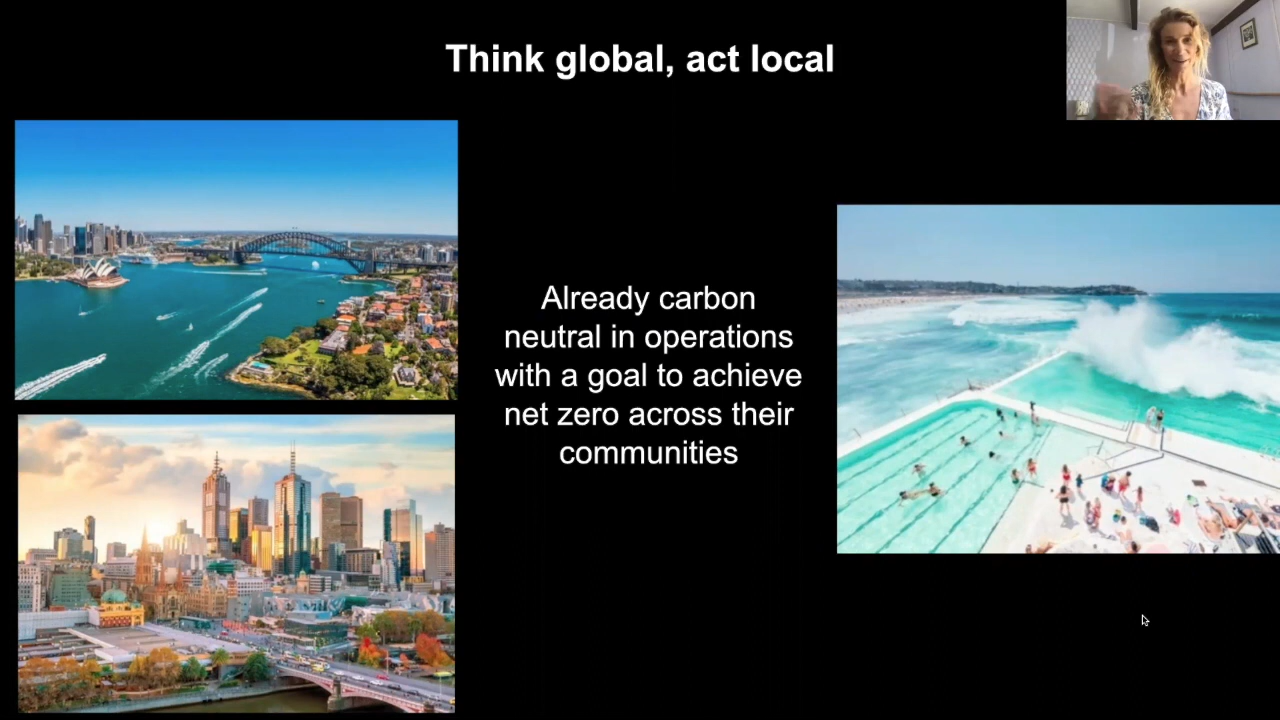 Think global, act local
Already carbon
neutral in operations
with a goal to achieve
net zero across their
communities